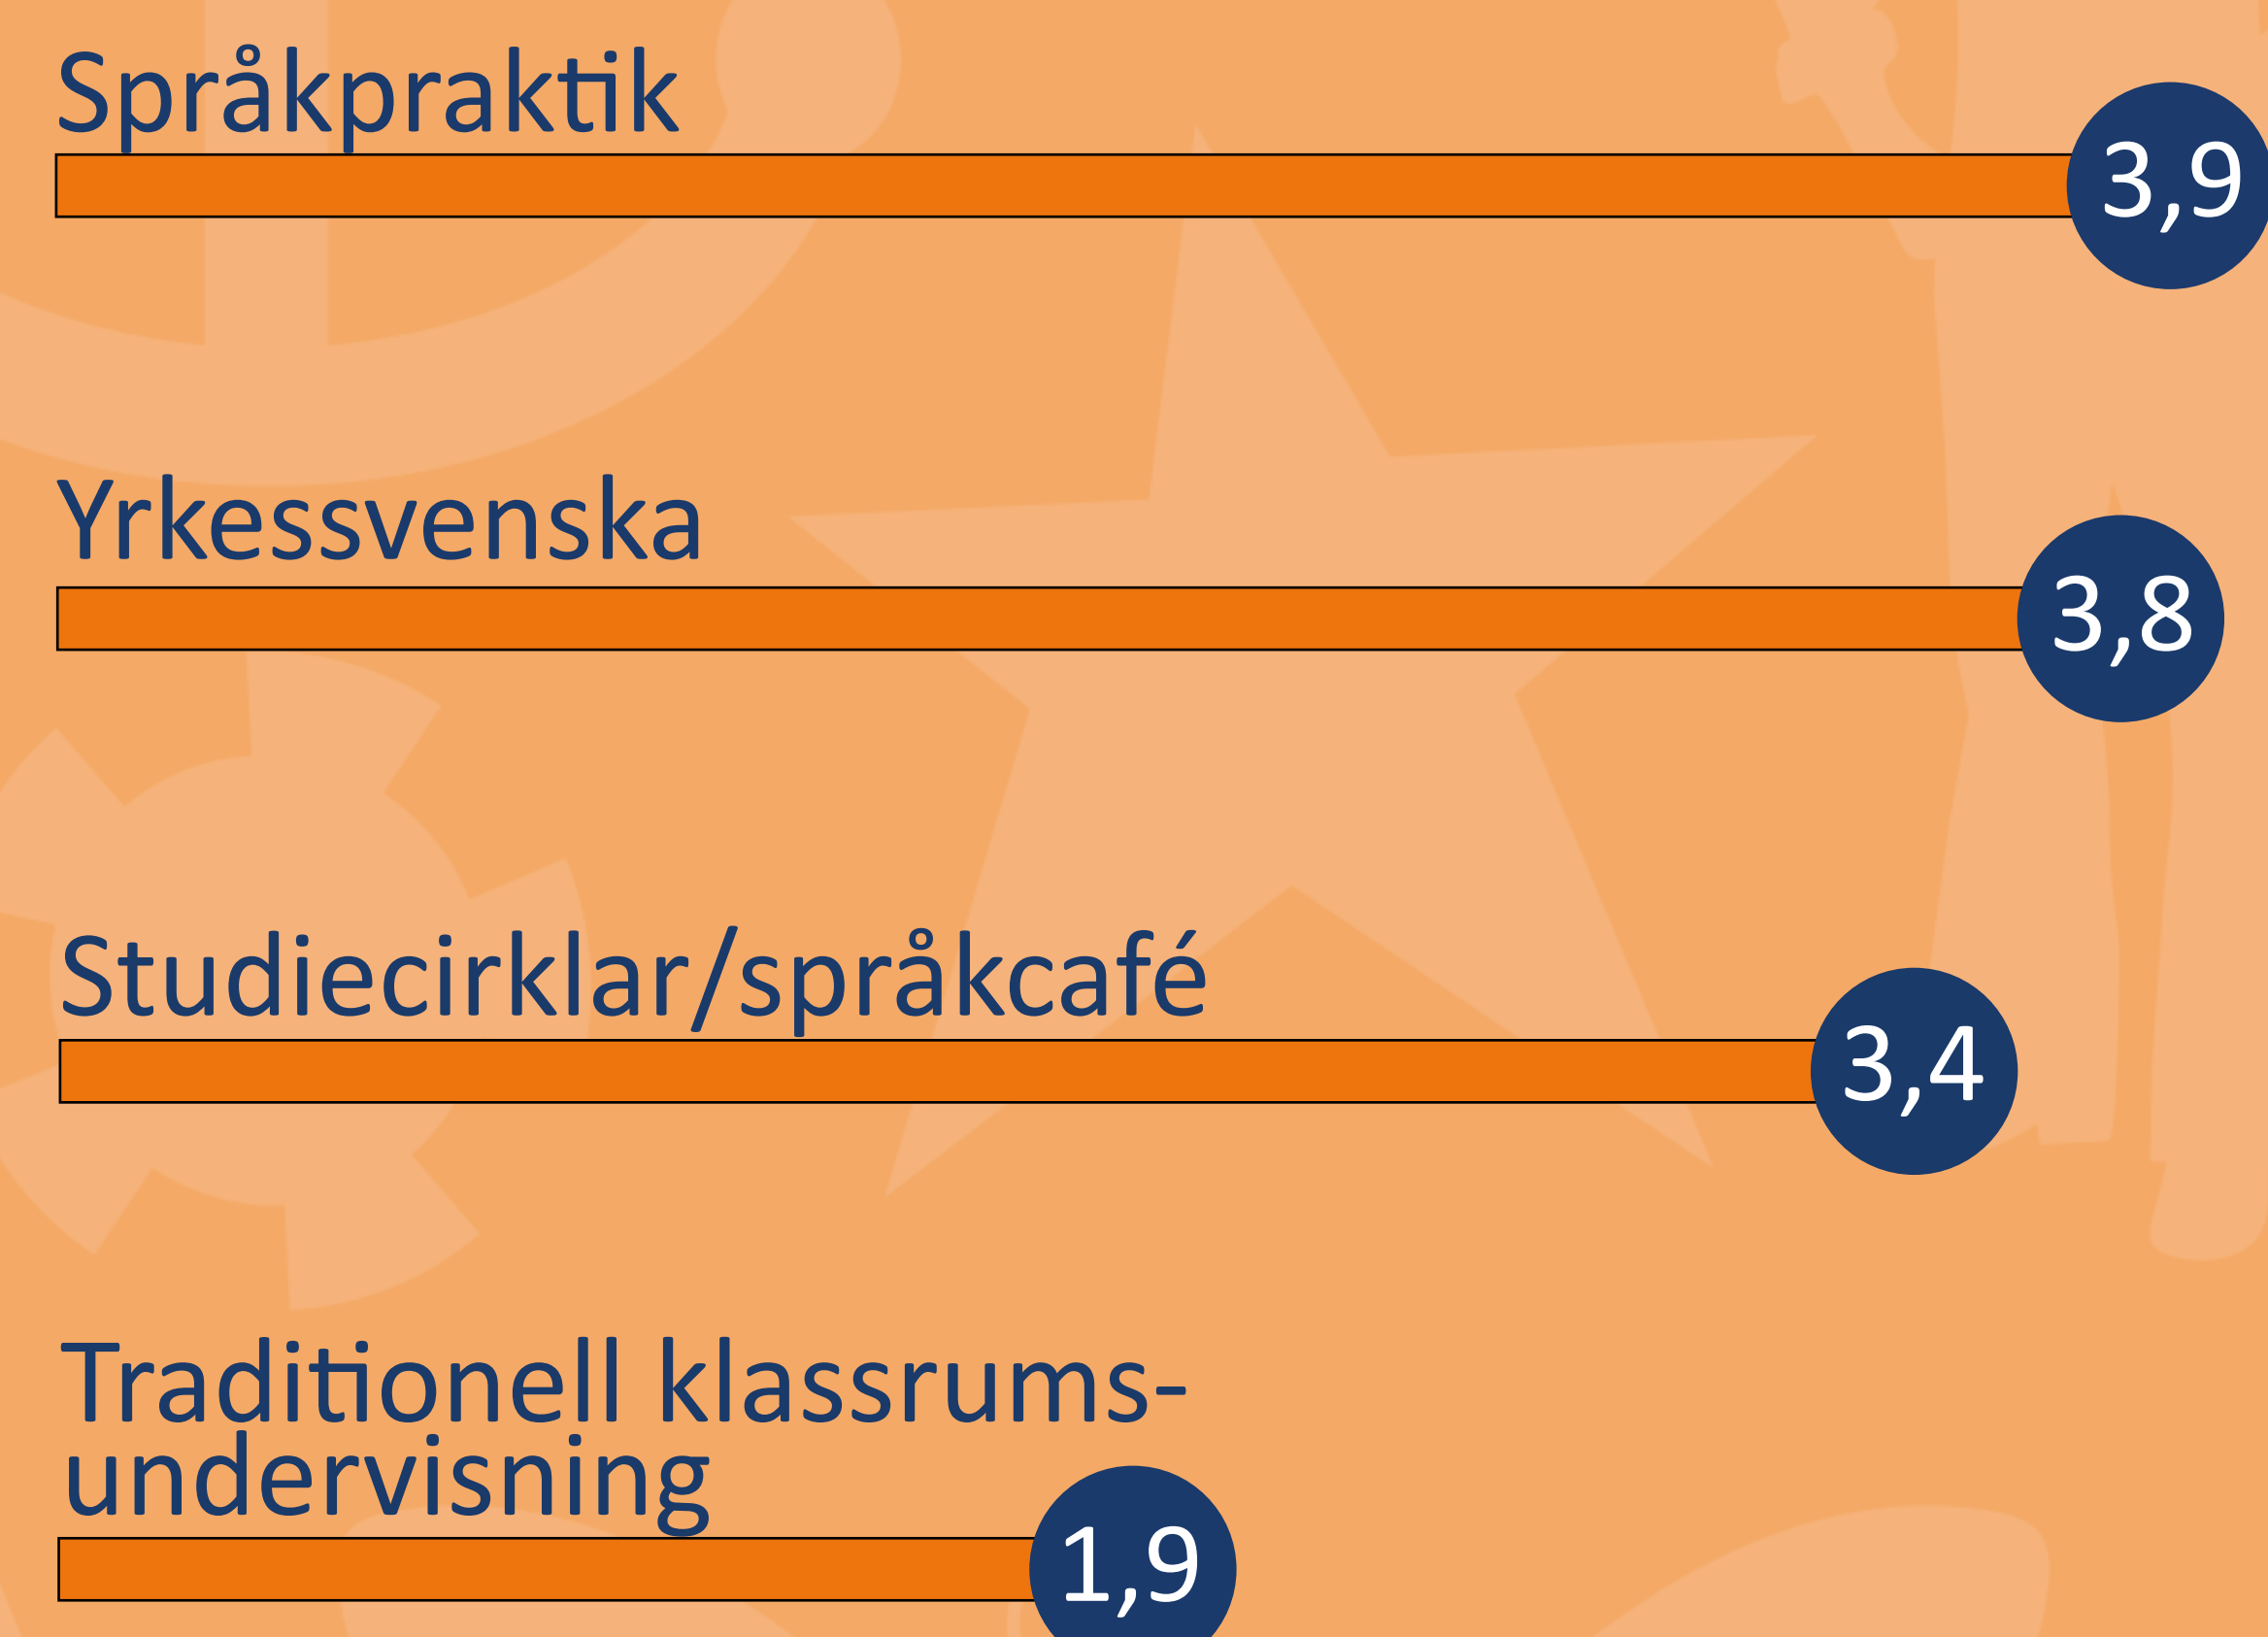 Språkpraktik
3,9
Yrkessvenska
3,8
Studiecirklar/språkcafé
3,4
Traditionell klassrums-
undervisning
1,9